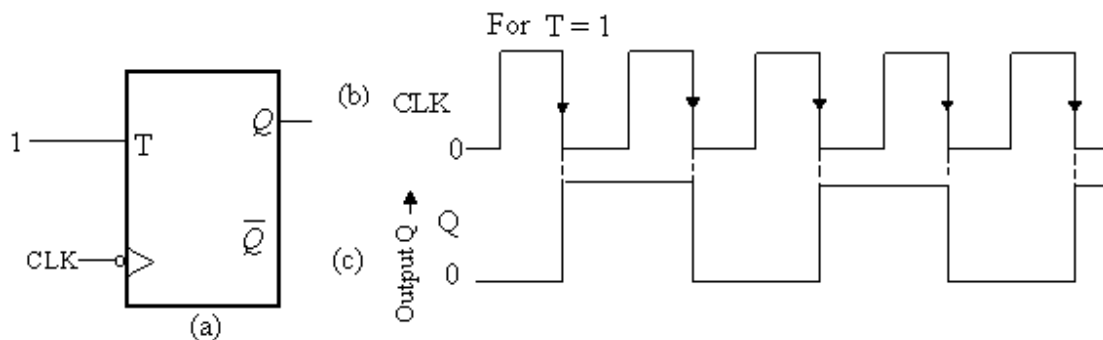 For T = 1
(b) CLK
0
1
T
Q
Q̅
CLK
(a)
(c)
Output Q
Q
0